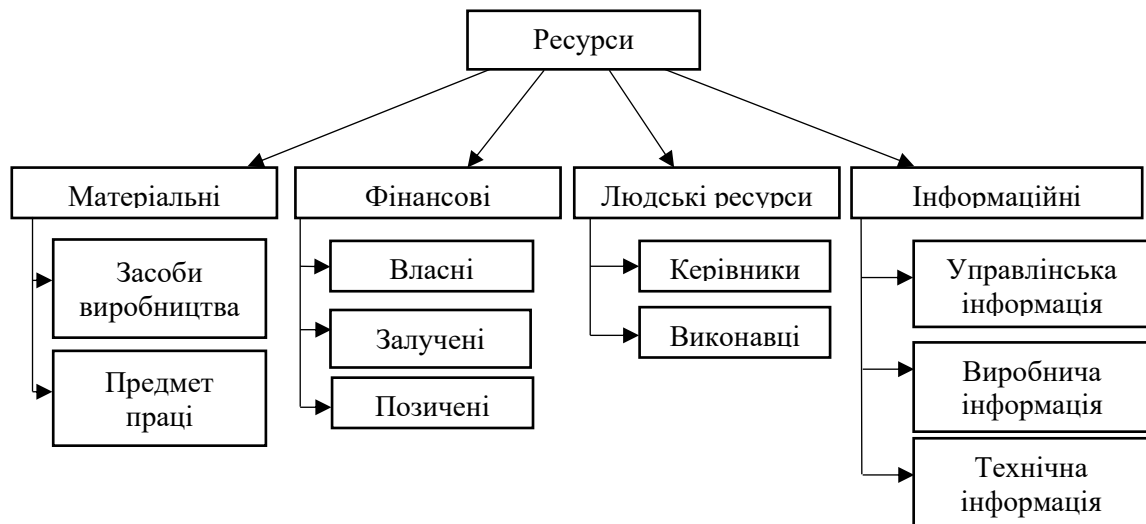 Ресурси
Матеріальні
Фінансові
Людські ресурси
Інформаційні
Засоби
виробництва
Предмет
праці
Власні
Залучені
Позичені
Керівники
Виконавці
Управлінська
інформація
Виробнича
інформація
Технічна
інформація